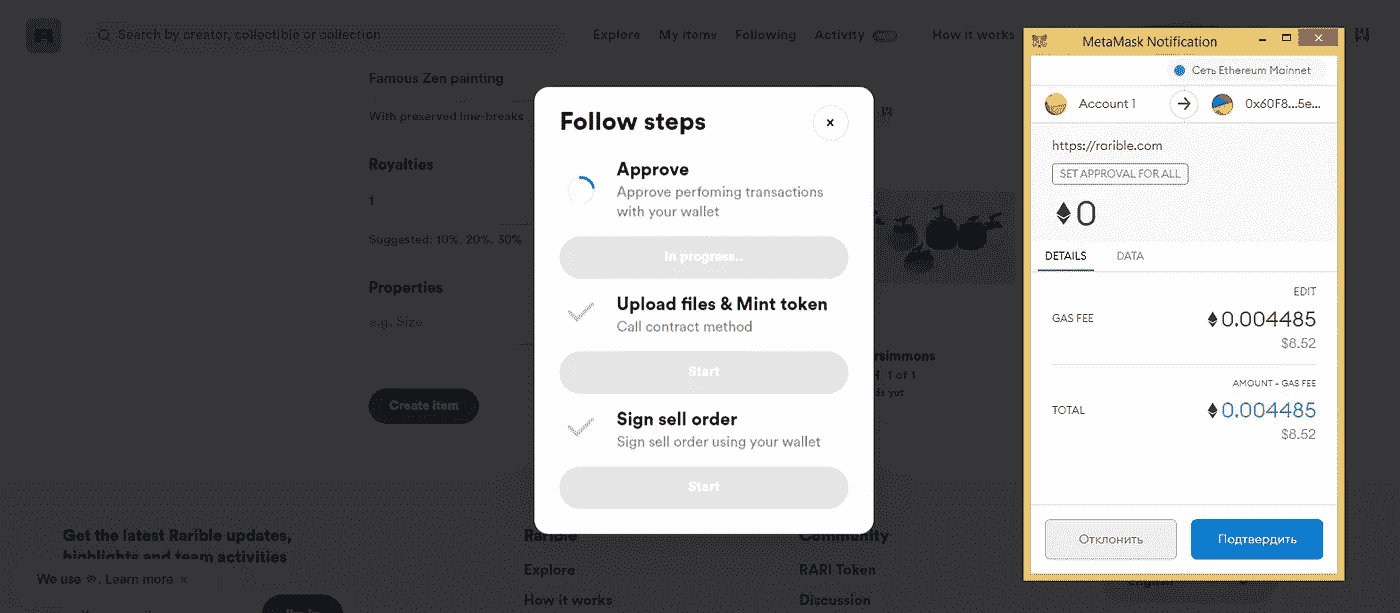 Search by creator, collectible or collection
Explore
My items
Following
Activity
How it works
Famous Zen painting
With preserved line-breaks
Royalties
1
Suggested: 10%, 20%, 30%
Properties
e.g. Size
Create item
rsimmons
1 of 1
Get the latest Rarible updates,
highlights and team activities
We use
. Learn more ×
I'm in
Rarible
Explore
How it works
Community
RARI Token
Discussion
English
Follow steps
×
Approve
Approve perfoming transactions
with your wallet
In progress..
Upload files & Mint token
Call contract method
Start
Sign sell order
Sign sell order using your wallet
Start
MetaMask Notification
Сеть Ethereum Mainnet
Account 1
0x60F8...5e...
https://rarible.com
SET APPROVAL FOR ALL
0
DETAILS
DATA
EDIT
GAS FEE
0.004485
$8.52
AMOUNT + GAS FEE
TOTAL
0.004485
$8.52
Отклонить
Подтвердить